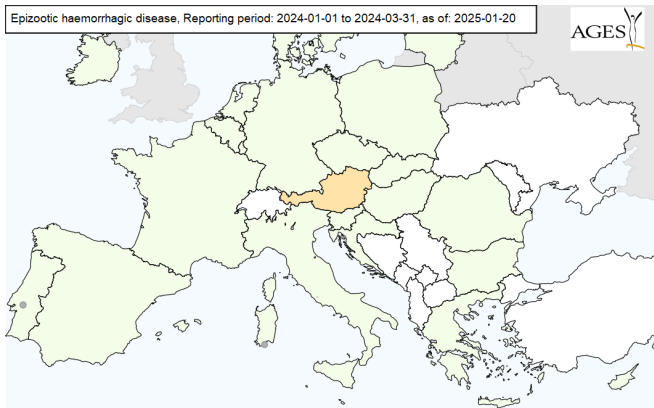 Epizootic haemorrhagic disease, Reporting period: 2024-01-01 to 2024-03-31, as of: 2025-01-20
AGES